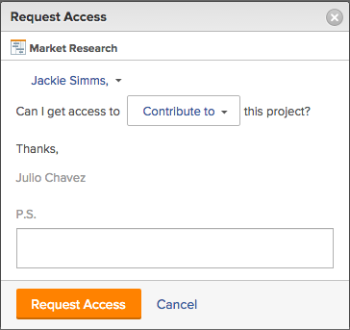 Request Access
Market Research
Jackie Simms,
Can I get access to Contribute to this project?
Thanks,
Julio Chavez
P.S.
Request Access Cancel